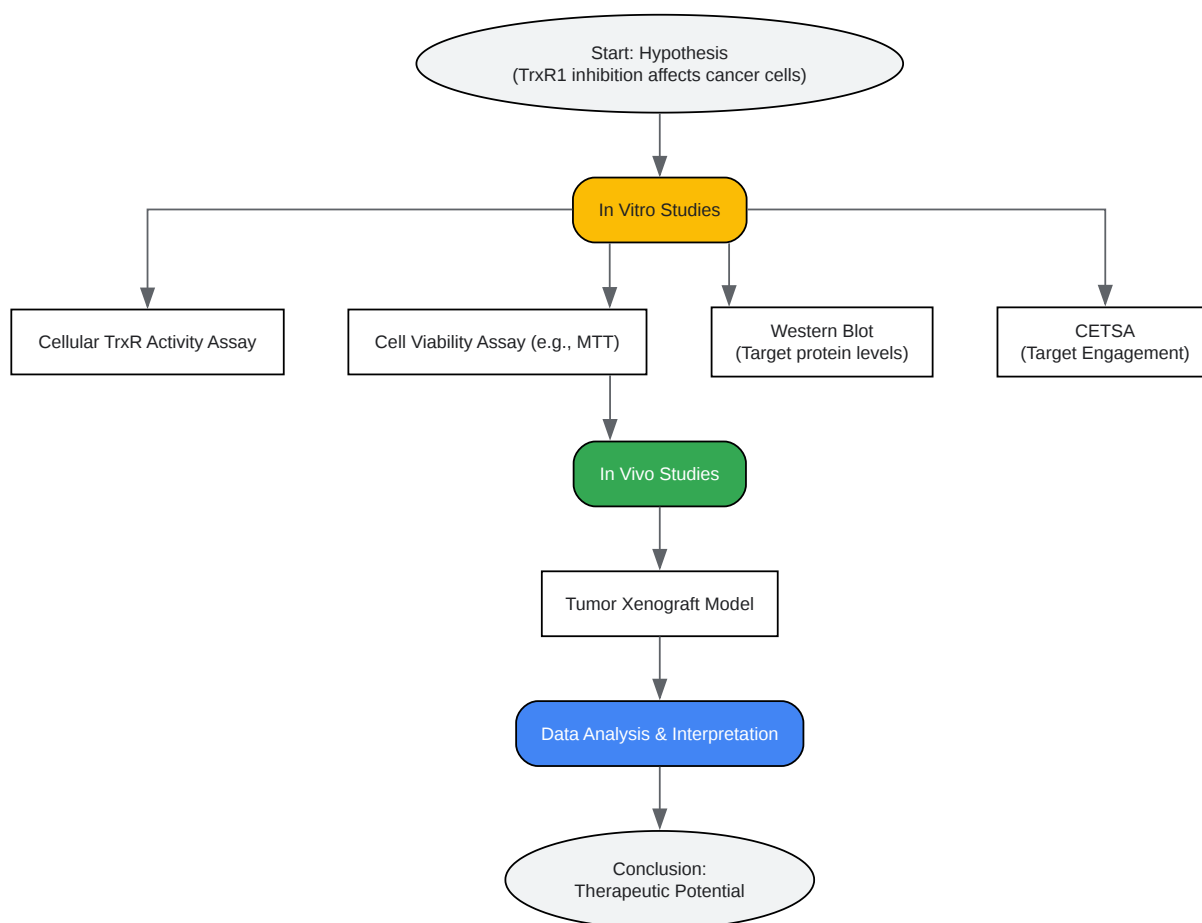 Start: Hypothesis
(TrxR1 inhibition affects cancer cells)
In Vitro Studies
Cellular TrxR Activity Assay
Cell Viability Assay (e.g., MTT)
Western Blot
(Target protein levels)
CETSA
(Target Engagement)
In Vivo Studies
Tumor Xenograft Model
Data Analysis & Interpretation
Conclusion:
Therapeutic Potential